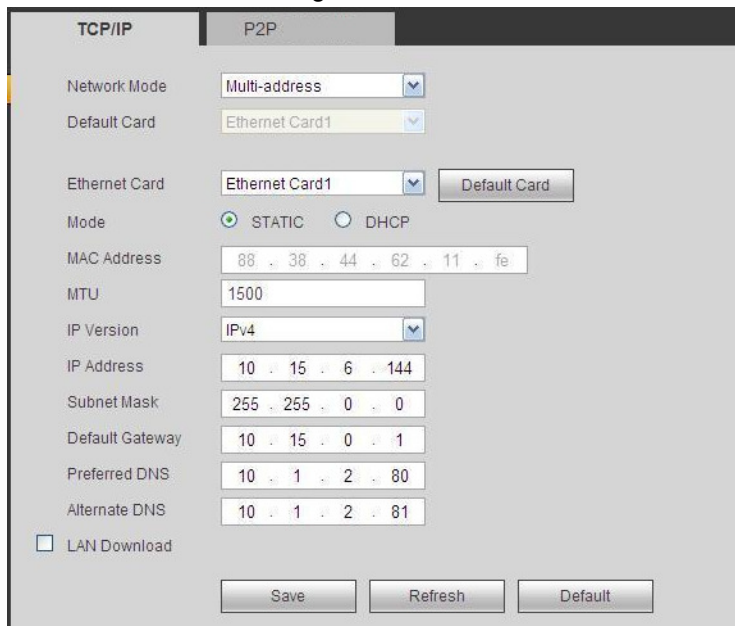 TCP/IP P2P
Network Mode Multi-address
Default Card Ethernet Card1
Ethernet Card Ethernet Card1 Default Card
Mode STATIC DHCP
MAC Address 88 . 38 . 44 . 62 . 11 . fe
MTU 1500
IP Version IPv4
IP Address 10 . 15 . 6 . 144
Subnet Mask 255 . 255 . 0 . 0
Default Gateway 10 . 15 . 0 . 1
Preferred DNS 10 . 1 . 2 . 80
Alternate DNS 10 . 1 . 2 . 81
LAN Download
Save Refresh Default